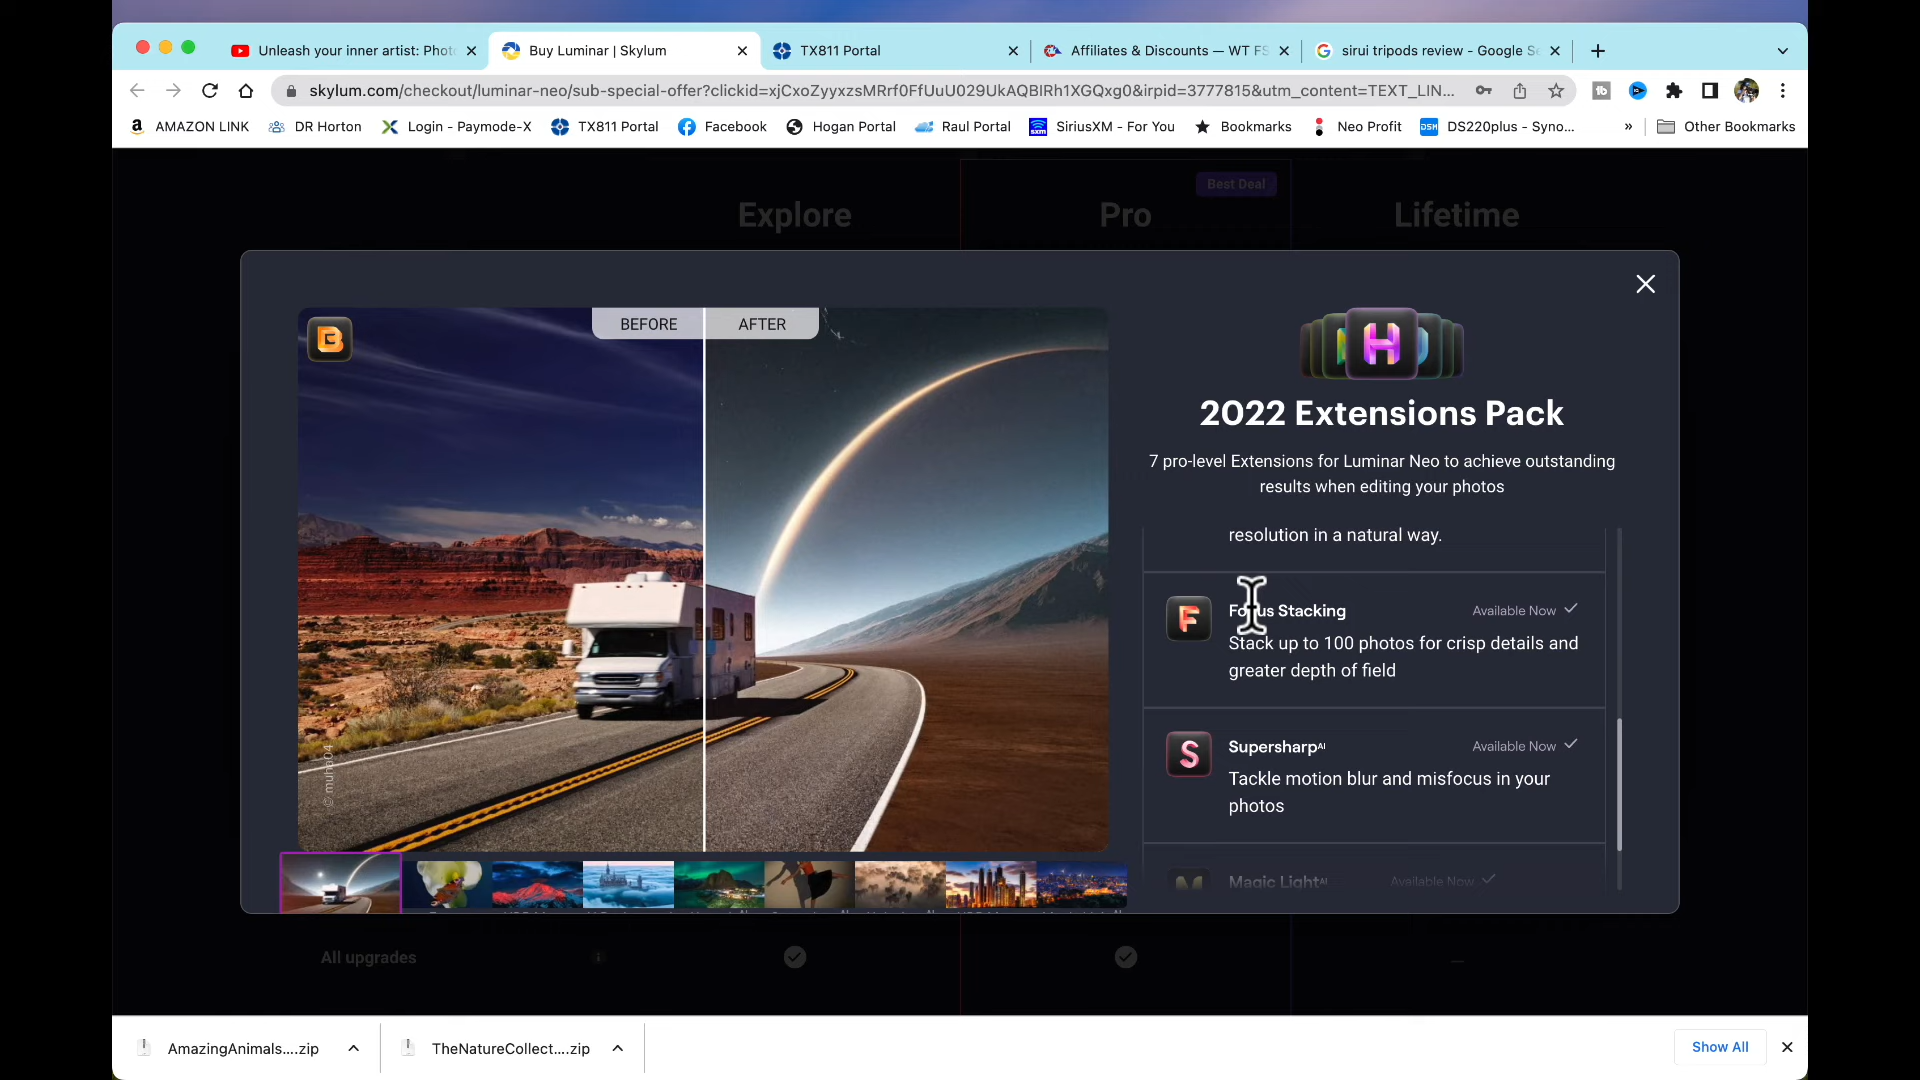 Unleash your inner artist: Phot
Buy Luminar | Skylum
TX811 Portal
Affiliates & Discounts — WT FS
sirui tripods review - Google Se
skylum.com/checkout/luminar-neo/sub-special-offer?clickid=xjCxoZyyxzsMRrf0FfUuU029UkAQBIRh1XGQxg0&irpid=3777815&utm_content=TEXT_LIN...
AMAZON LINK
DR Horton
Login - Paymode-X
TX811 Portal
Facebook
Hogan Portal
Raul Portal
SiriusXM - For You
Bookmarks
Neo Profit
DS220plus - Syno...
»
Other Bookmarks
Best Deal
Explore
Pro
Lifetime
BEFORE
AFTER
© muha04
2022 Extensions Pack
7 pro-level Extensions for Luminar Neo to achieve outstanding
results when editing your photos
resolution in a natural way.
Focus Stacking
Available Now
Stack up to 100 photos for crisp details and
greater depth of field
SupersharpAI
Available Now
Tackle motion blur and misfocus in your
photos
Magic LightAI
Available Now
All upgrades
AmazingAnimals....zip
TheNatureCollect....zip
Show All